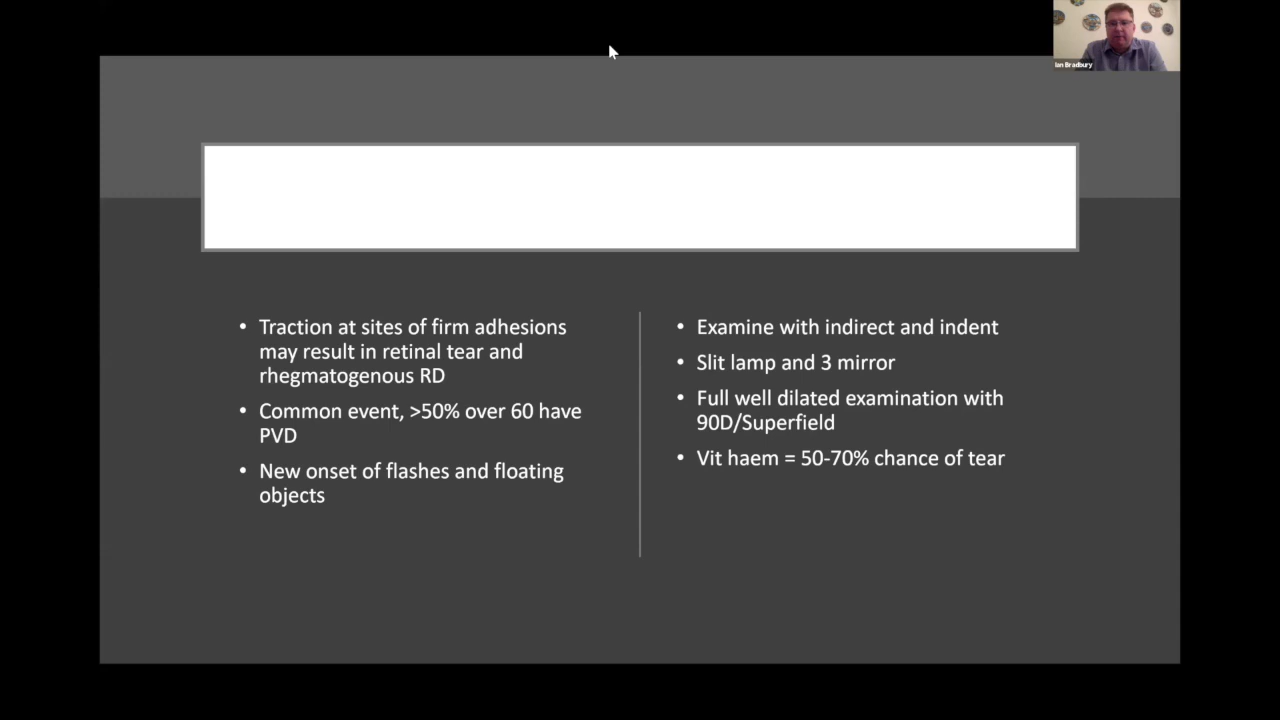 Ian Bradbury
• Traction at sites of firm adhesions
may result in retinal tear and
rhegmatogenous RD
• Common event, >50% over 60 have
PVD
• New onset of flashes and floating
objects
• Examine with indirect and indent
• Slit lamp and 3 mirror
• Full well dilated examination with
90D/Superfield
• Vit haem = 50-70% chance of tear